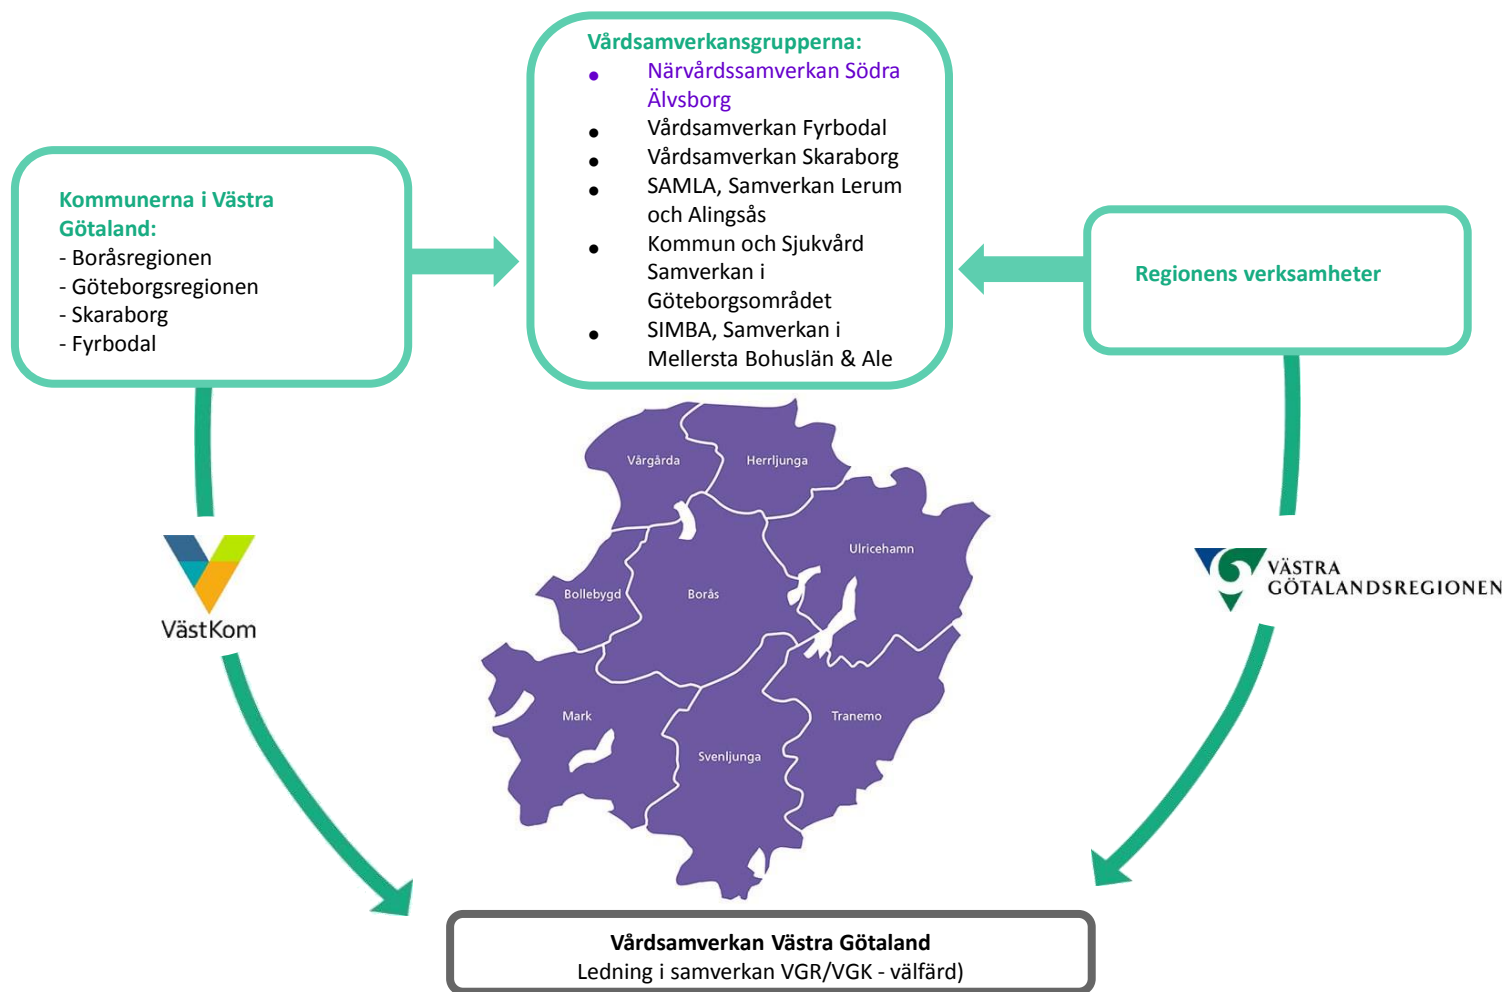 Vårdsamverkansgrupperna:
● Närvårdssamverkan Södra
Älvsborg
● Vårdsamverkan Fyrbodal
● Vårdsamverkan Skaraborg
● SAMLA, Samverkan Lerum
och Alingsås
● Kommun och Sjukvård
Samverkan i
Göteborgsområdet
● SIMBA, Samverkan i
Mellersta Bohuslän & Ale
Kommunerna i Västra
Götaland:
- Boråsregionen
- Göteborgsregionen
- Skaraborg
- Fyrbodal
Regionens verksamheter
Vårgårda
Herrljunga
Ulricehamn
Bollebygd
Borås
Mark
Svenljunga
Tranemo
VästKom
VÄSTRA
GÖTALANDSREGIONEN
Vårdsamverkan Västra Götaland
Ledning i samverkan VGR/VGK - välfärd)